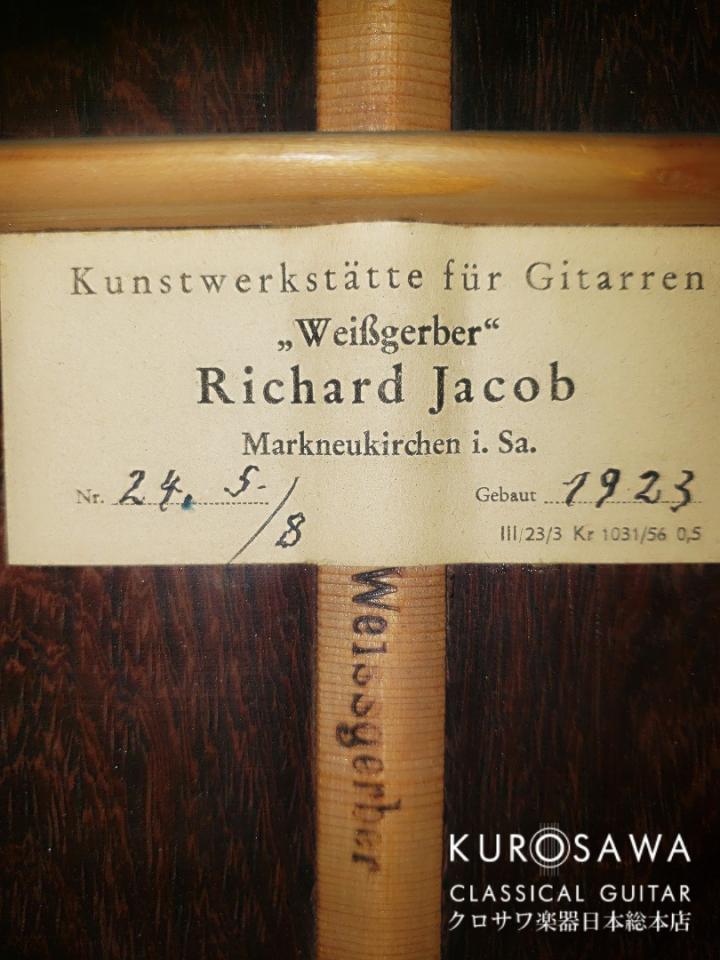 Kunstwerkstätte für Gitarren
„Weißgerber“
Richard Jacob
Markneukirchen i. Sa.
Nr. 24. 5./8 Gebaut 1923
III/23/3 Kr 1031/56 0,5
Weissgerber
KUROSAWA
CLASSICAL GUITAR
クロサワ楽器日本総本店